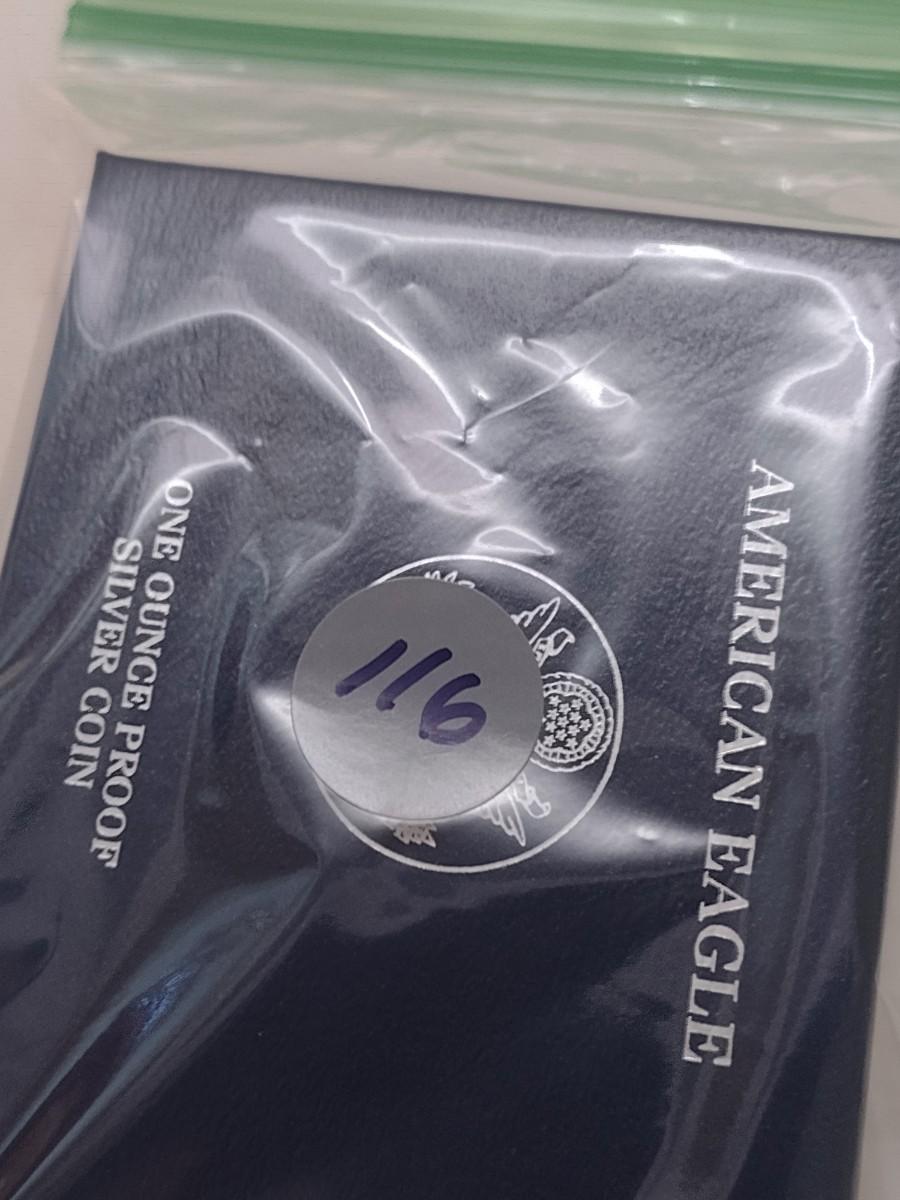 AMERICAN EAGLE
116
ONE OUNCE PROOF
SILVER COIN